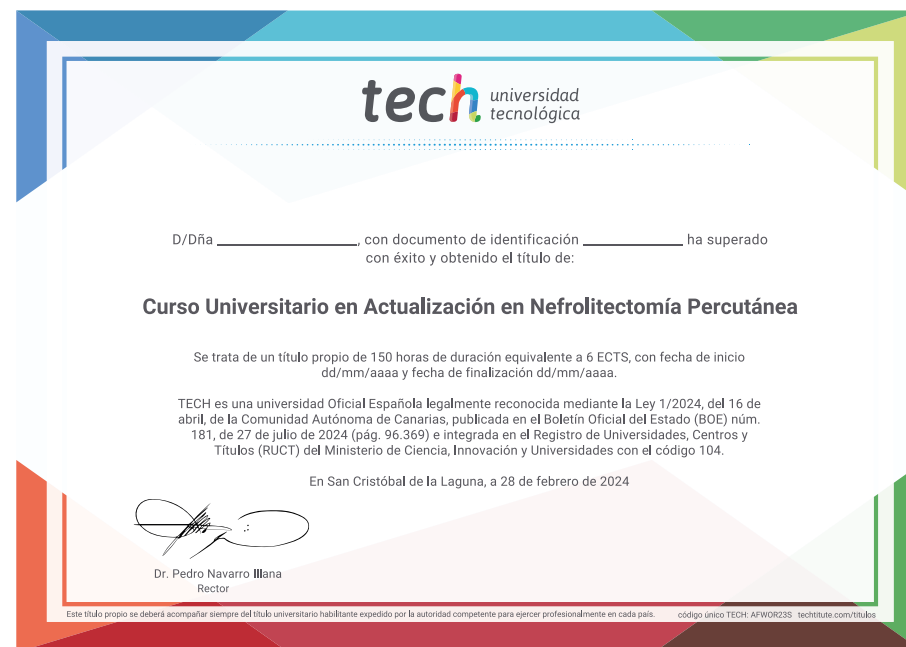 tech universidad
tecnológica
D/Dña ____________, con documento de identificación ____________ ha superado
con éxito y obtenido el título de:
Curso Universitario en Actualización en Nefrolitectomía Percutánea
Se trata de un título propio de 150 horas de duración equivalente a 6 ECTS, con fecha de inicio
dd/mm/aaaa y fecha de finalización dd/mm/aaaa.
TECH es una universidad Oficial Española legalmente reconocida mediante la Ley 1/2024, del 16 de
abril, de la Comunidad Autónoma de Canarias, publicada en el Boletín Oficial del Estado (BOE) núm.
181, de 27 de julio de 2024 (pág. 96.369) e integrada en el Registro de Universidades, Centros y
Títulos (RUCT) del Ministerio de Ciencia, Innovación y Universidades con el código 104.
En San Cristóbal de la Laguna, a 28 de febrero de 2024
Dr. Pedro Navarro Illana
Rector
Este título propio se deberá acompañar siempre del título universitario habilitante expedido por la autoridad competente para ejercer profesionalmente en cada país. código único TECH: AFWOR23S techtitute.com/titulos